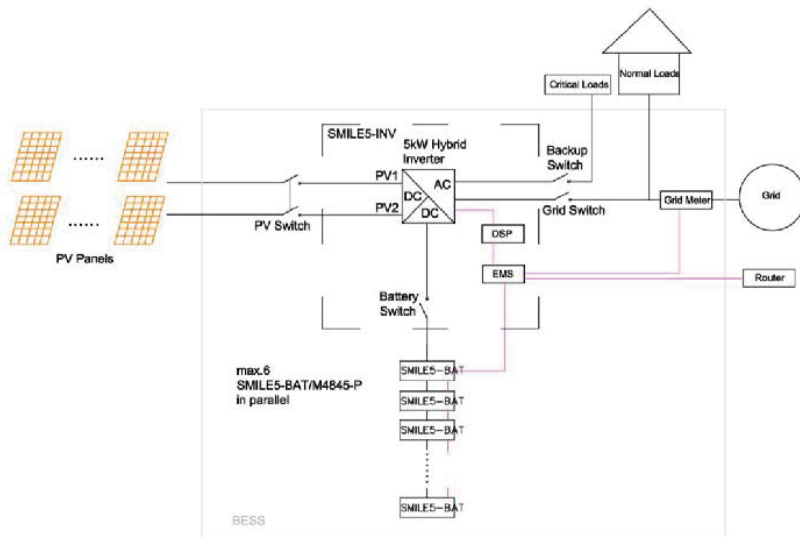 Critical Loads
Normal Loads
SMILE5-INV
5kW Hybrid
Inverter
Backup
Switch
PV1
AC
DC
DC
PV2
PV Switch
Grid Switch
Grid Meter
Grid
DSP
PV Panels
EMS
Router
Battery
Switch
max.6
SMILE5-BAT/M4845-P
in parallel
SMILE5-BAT
SMILE5-BAT
SMILE5-BAT
SMILE5-BAT
BESS